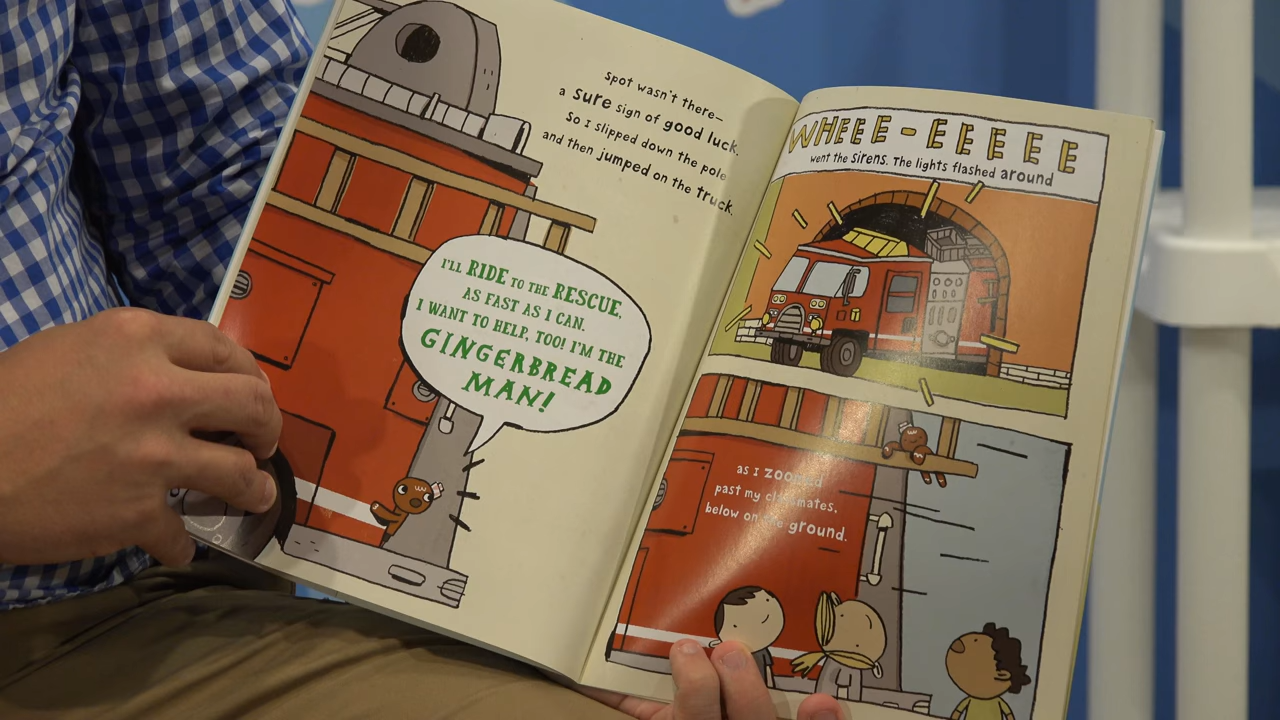 spot wasn't there—
a sure sign of good luck.
So I slipped down the pole
and then jumped on the truck.
I'LL RIDE TO THE RESCUE,
AS FAST AS I CAN.
I WANT TO HELP, TOO! I'M THE
GINGERBREAD
MAN!
WHEEE-EEEEE
went the sirens. The lights flashed around
as I zoomed
past my classmates,
below on the ground.